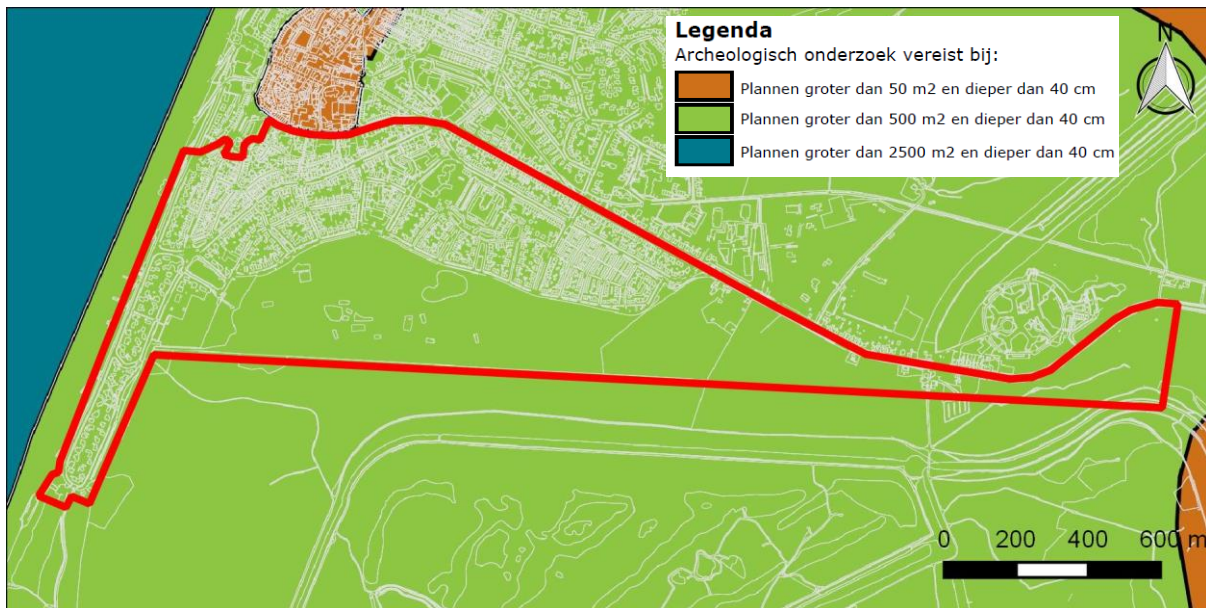 Legenda
Archeologisch onderzoek vereist bij:
Plannen groter dan 50 m2 en dieper dan 40 cm
Plannen groter dan 500 m2 en dieper dan 40 cm
Plannen groter dan 2500 m2 en dieper dan 40 cm
N
0 200 400 600 m